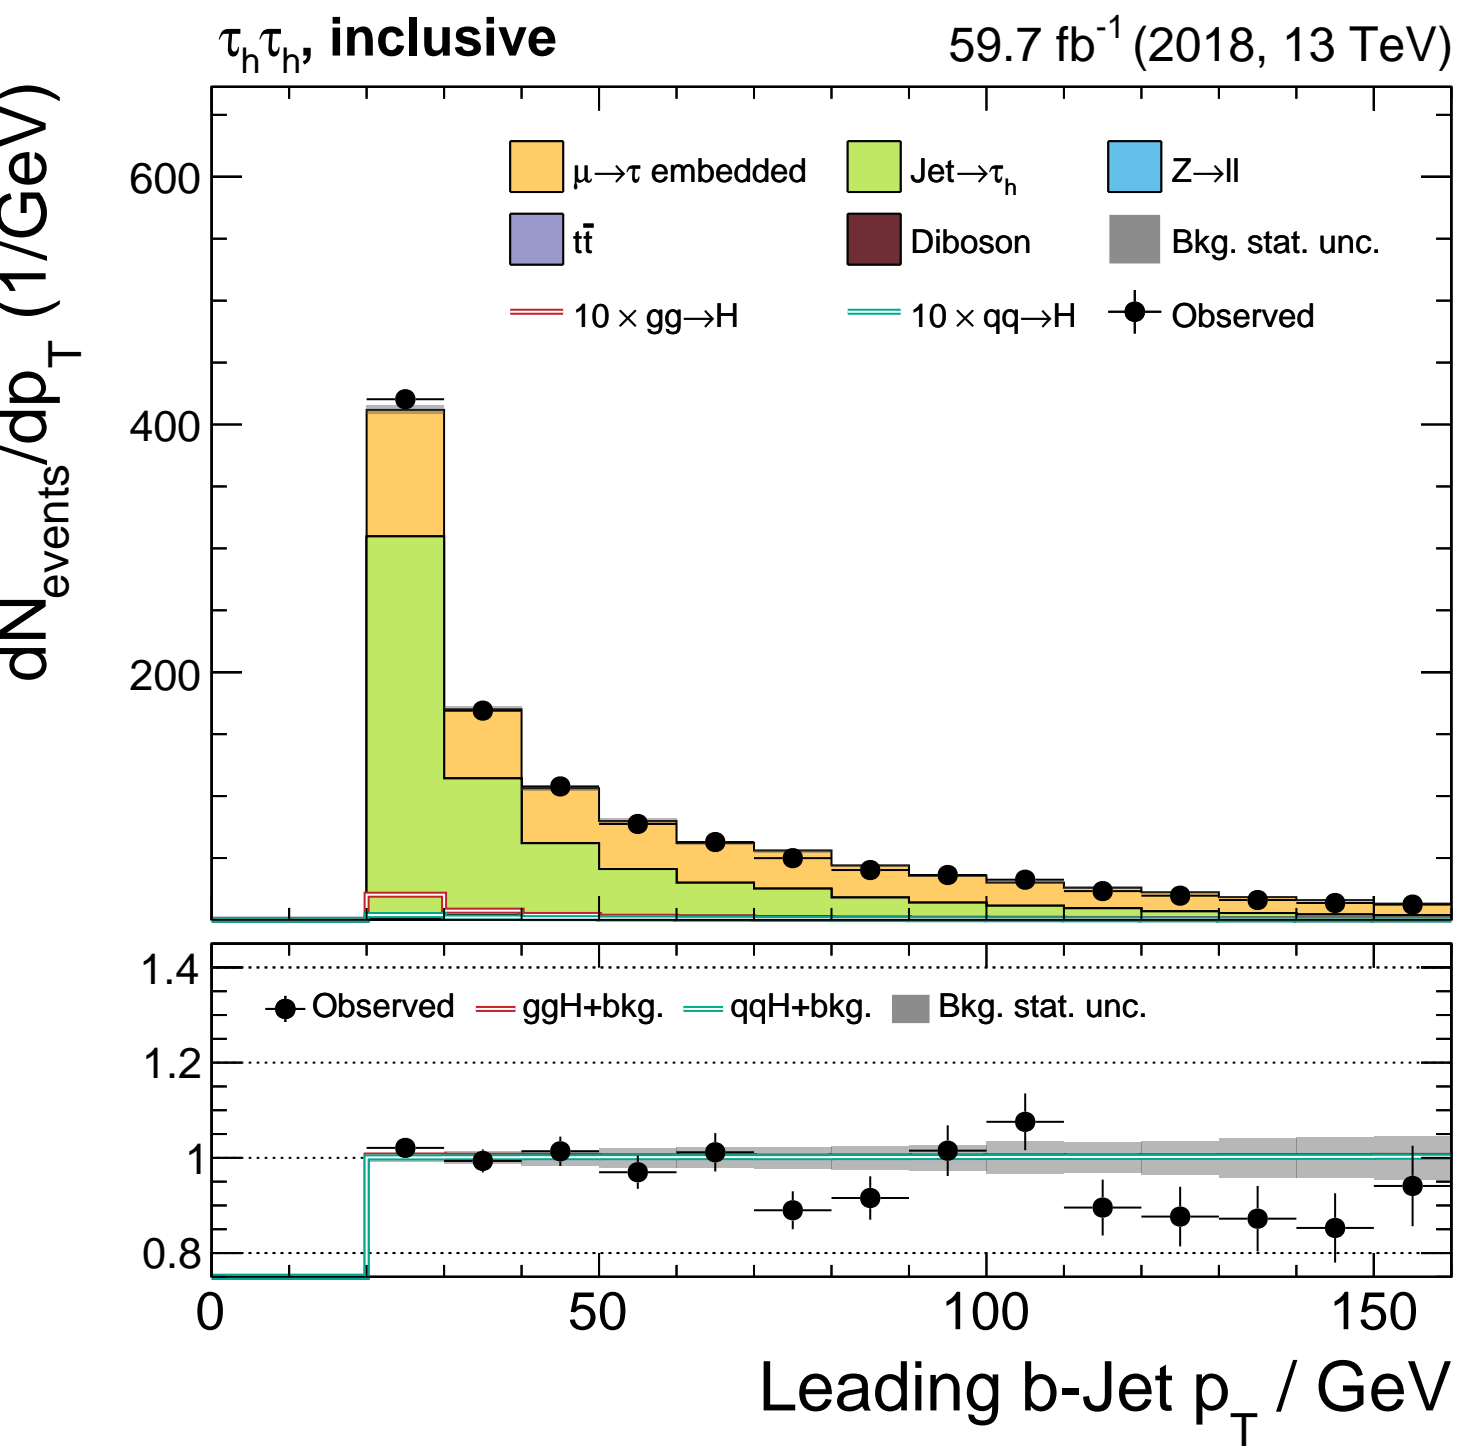 τhτh, inclusive
59.7 fb-1 (2018, 13 TeV)
dNevents/dpT (1/GeV)
600
400
200
μ→τ embedded
Jet→τh
Z→ll
tt̄
Diboson
Bkg. stat. unc.
10 × gg→H
10 × qq→H
Observed
1.4
1.2
1
0.8
Observed
ggH+bkg.
qqH+bkg.
Bkg. stat. unc.
0
50
100
150
Leading b-Jet pT / GeV